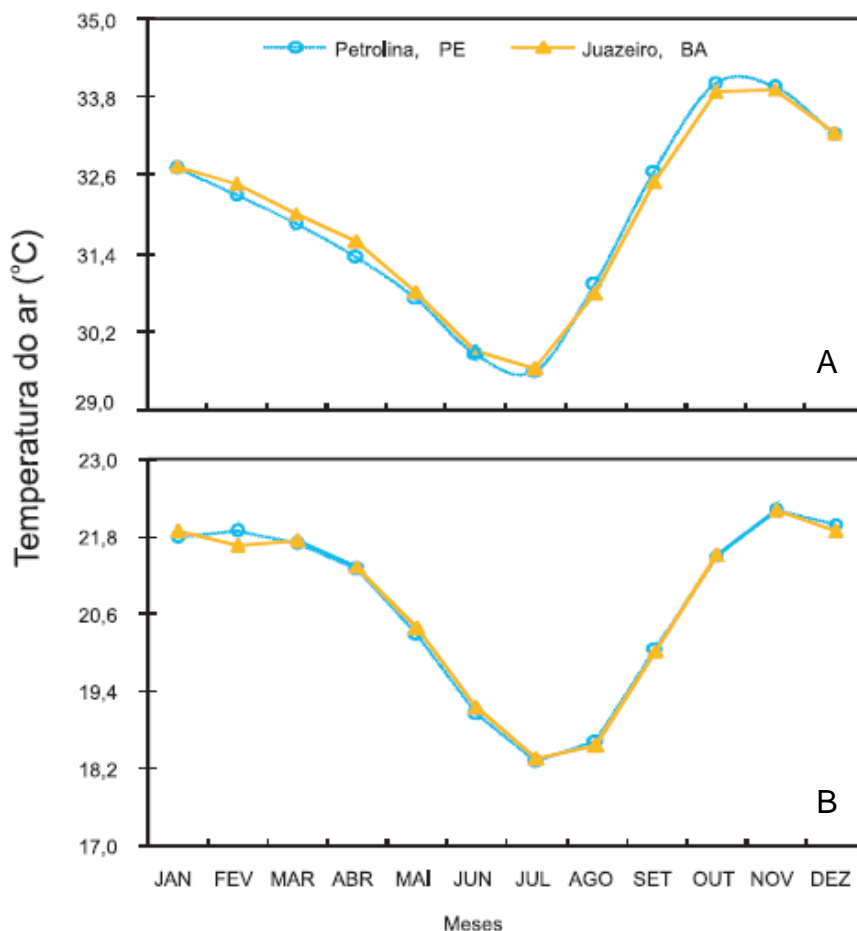 Temperatura do ar (°C)
35,0
Petrolina, PE
Juazeiro, BA
33,8
32,6
31,4
30,2
A
29,0
23,0
21,8
20,6
19,4
18,2
B
17,0
JAN FEV MAR ABR MAI JUN JUL AGO SET OUT NOV DEZ
Meses